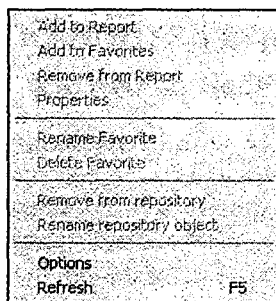 Add to Report
Add to Favorites
Remove from Report
Properties
Rename Favorite
Delete Favorite
Remove from repository
Rename repository object
Options
Refresh F5